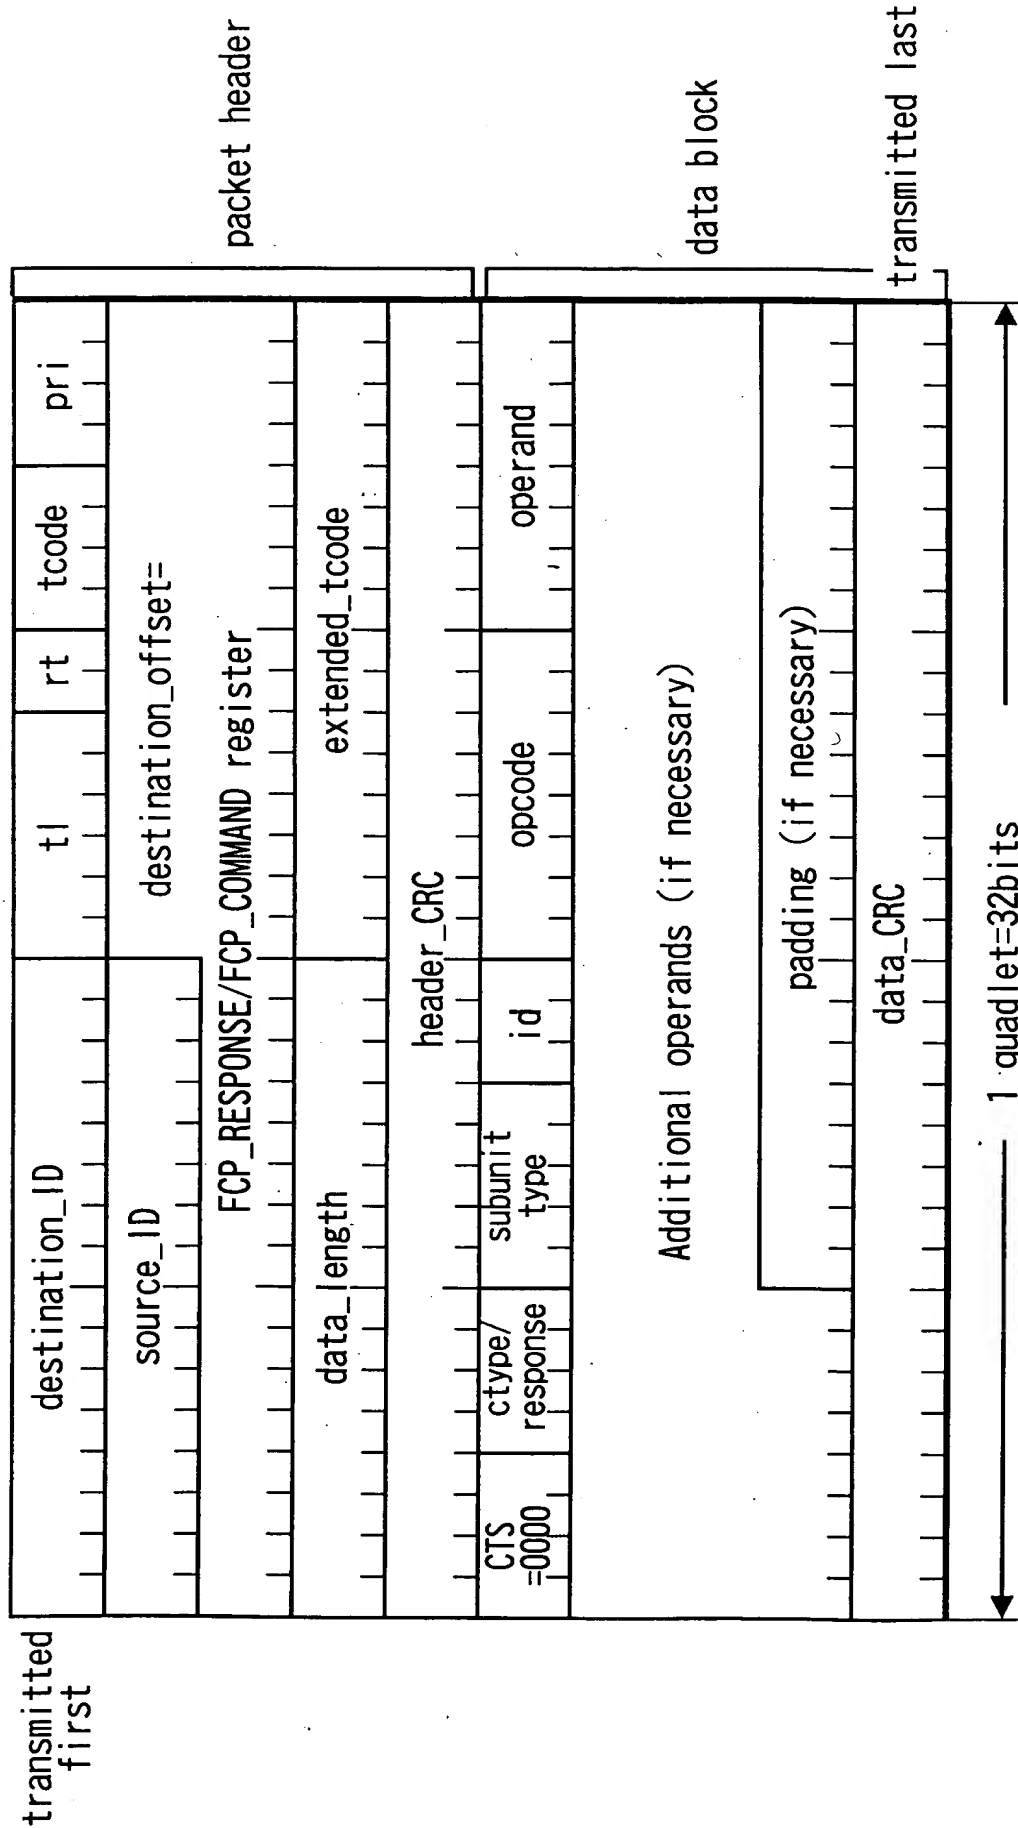 transmitted
first
destination_ID
tl
rt
tcode
pri
source_ID
destination_offset=
FCP_RESPONSE/FCP_COMMAND register
data_length
extended_tcode
header_CRC
packet header
CTS
=0000
ctype/
response
subunit
type
id
opcode
operand
Additional operands (if necessary)
padding (if necessary)
data_CRC
data block
transmitted last
1 quadlet=32bits